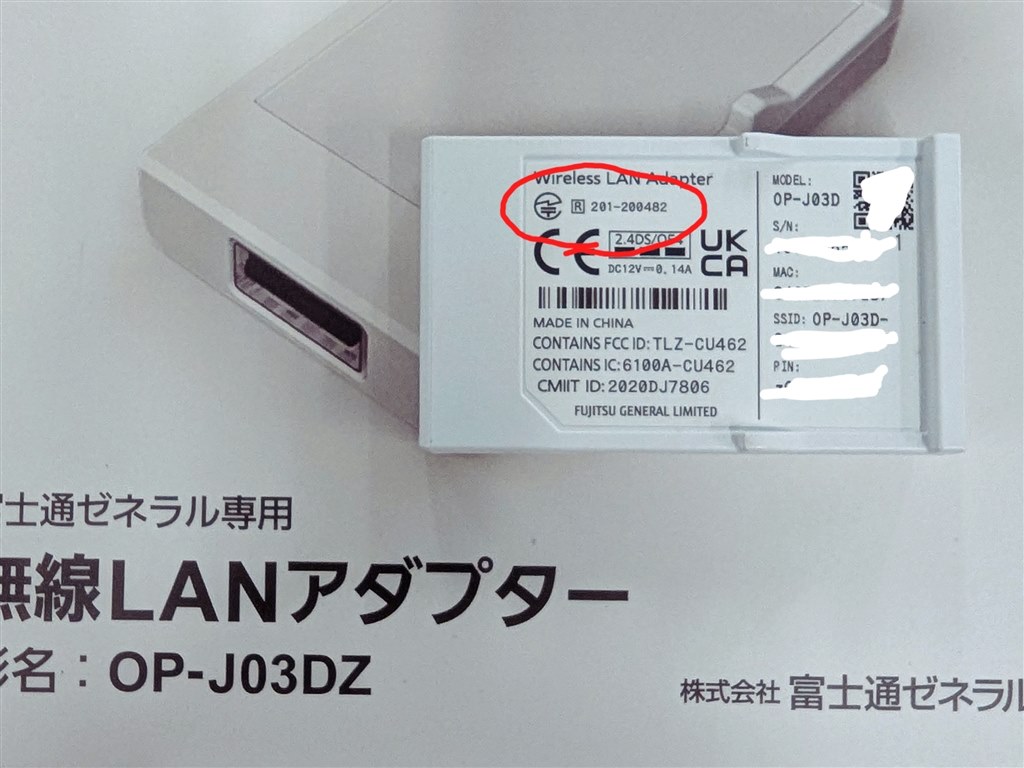 Wireless LAN Adapter
R 201-200482
CE 2.4DS/OF4 UK CA
DC12V⎓0.14A
MADE IN CHINA
CONTAINS FCC ID: TLZ-CU462
CONTAINS IC: 6100A-CU462
CMIIT ID: 2020DJ7806
FUJITSU GENERAL LIMITED
MODEL:
OP-J03D
S/N:
MAC:
SSID: OP-J03D-
PIN:
士通ゼネラル専用
無線LANアダプター
名：OP-J03DZ
株式会社 富士通ゼネラル